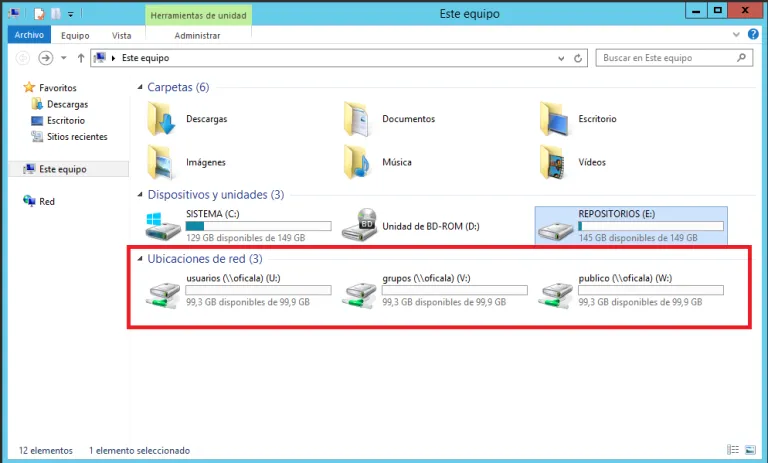 Herramientas de unidad
Este equipo
Archivo Equipo Vista Administrar
Este equipo
Buscar en Este equipo
Favoritos
Descargas
Escritorio
Sitios recientes
Este equipo
Red
Carpetas (6)
Descargas
Documentos
Escritorio
Imágenes
Música
Vídeos
Dispositivos y unidades (3)
SISTEMA (C:)
129 GB disponibles de 149 GB
BD
Unidad de BD-ROM (D:)
REPOSITORIOS (E:)
145 GB disponibles de 149 GB
Ubicaciones de red (3)
usuarios (\\oficala) (U:)
99,3 GB disponibles de 99,9 GB
grupos (\\oficala) (V:)
99,3 GB disponibles de 99,9 GB
publico (\\oficala) (W:)
99,3 GB disponibles de 99,9 GB
12 elementos 1 elemento seleccionado